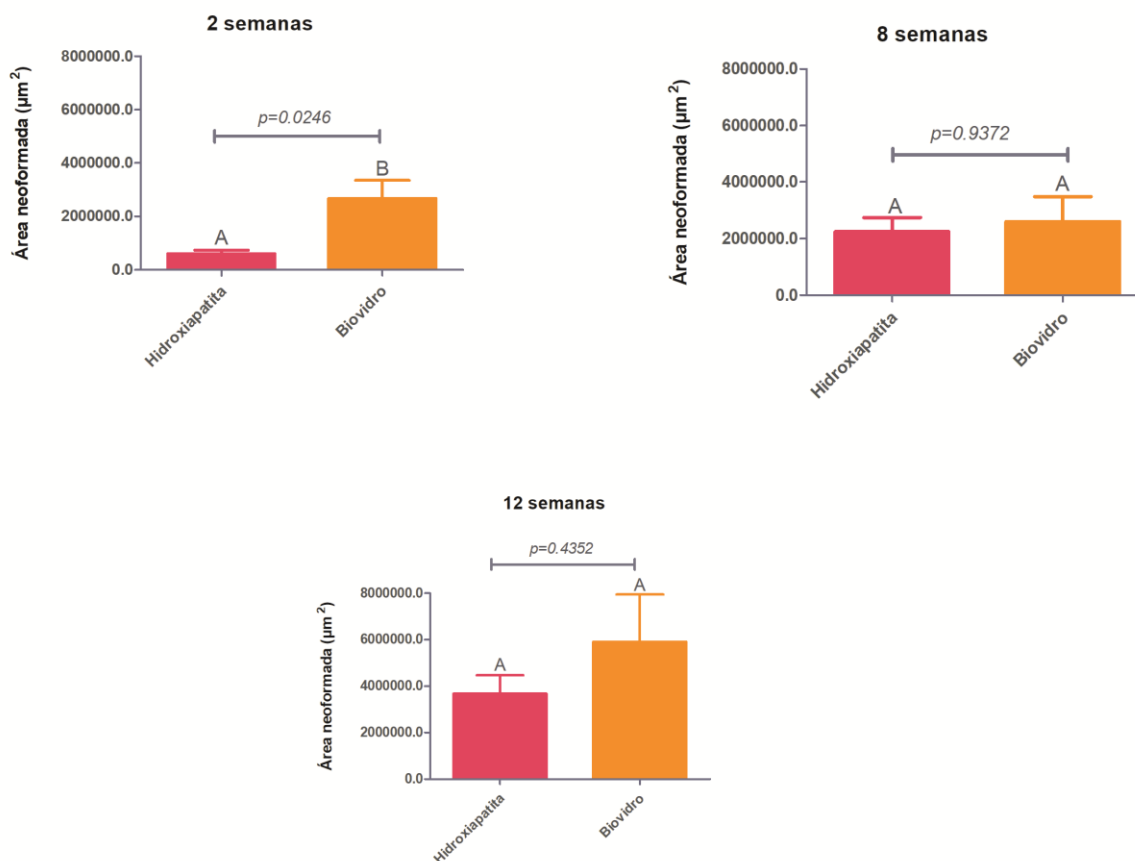 2 semanas
Área neoformada (µm²)
8000000.0
6000000.0
4000000.0
2000000.0
0.0
p=0.0246
A
B
Hidroxiapatita
Biovidro
8 semanas
Área neoformada (µm²)
8000000.0
6000000.0
4000000.0
2000000.0
0.0
p=0.9372
A
A
Hidroxiapatita
Biovidro
12 semanas
Área neoformada (µm²)
8000000.0
6000000.0
4000000.0
2000000.0
0.0
p=0.4352
A
A
Hidroxiapatita
Biovidro